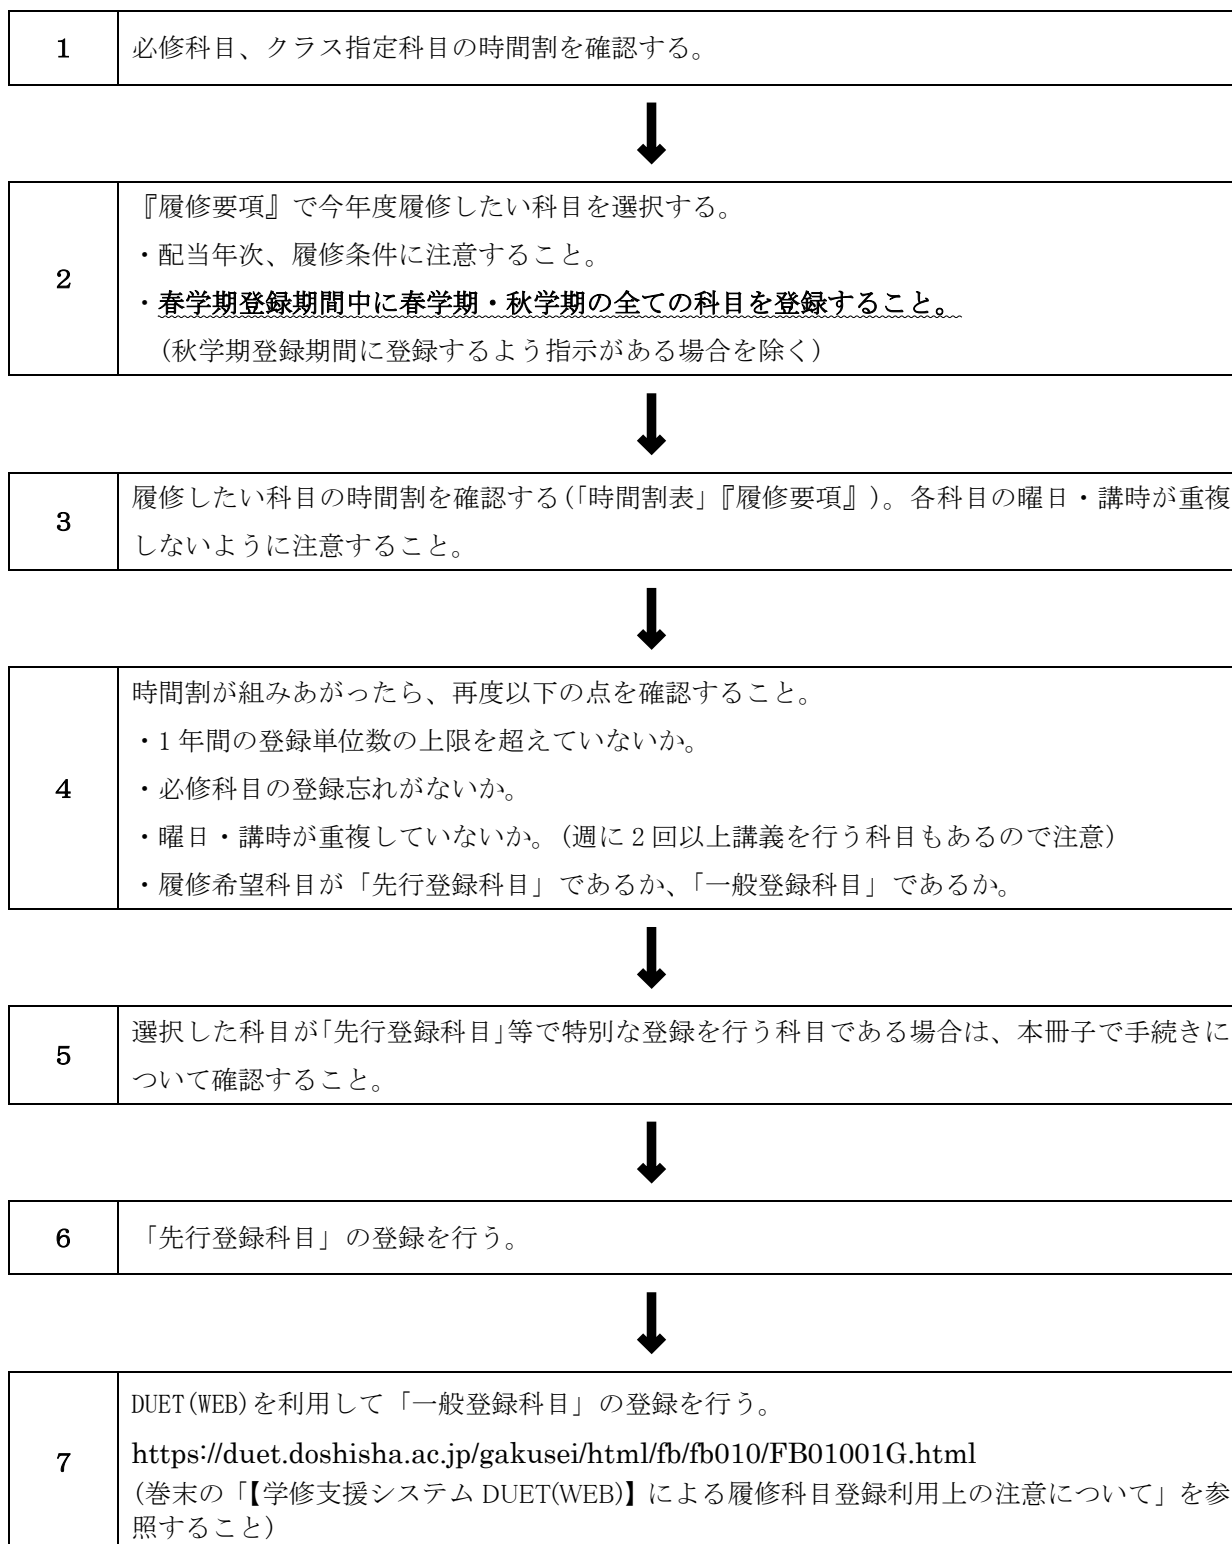 1
必修科目、クラス指定科目の時間割を確認する。
2
『履修要項』で今年度履修したい科目を選択する。
・配当年次、履修条件に注意すること。
・春学期登録期間中に春学期・秋学期の全ての科目を登録すること。
(秋学期登録期間に登録するよう指示がある場合を除く)
3
履修したい科目の時間割を確認する(「時間割表」『履修要項』)。各科目の曜日・講時が重複
しないように注意すること。
4
時間割が組みあがったら、再度以下の点を確認すること。
・1年間の登録単位数の上限を超えていないか。
・必修科目の登録忘れがないか。
・曜日・講時が重複していないか。(週に2回以上講義を行う科目もあるので注意)
・履修希望科目が「先行登録科目」であるか、「一般登録科目」であるか。
5
選択した科目が「先行登録科目」等で特別な登録を行う科目である場合は、本冊子で手続きに
ついて確認すること。
6
「先行登録科目」の登録を行う。
7
DUET(WEB)を利用して「一般登録科目」の登録を行う。
https://duet.doshisha.ac.jp/gakusei/html/fb/fb010/FB01001G.html
(巻末の「【学修支援システム DUET(WEB)】による履修科目登録利用上の注意について」を参
照すること)